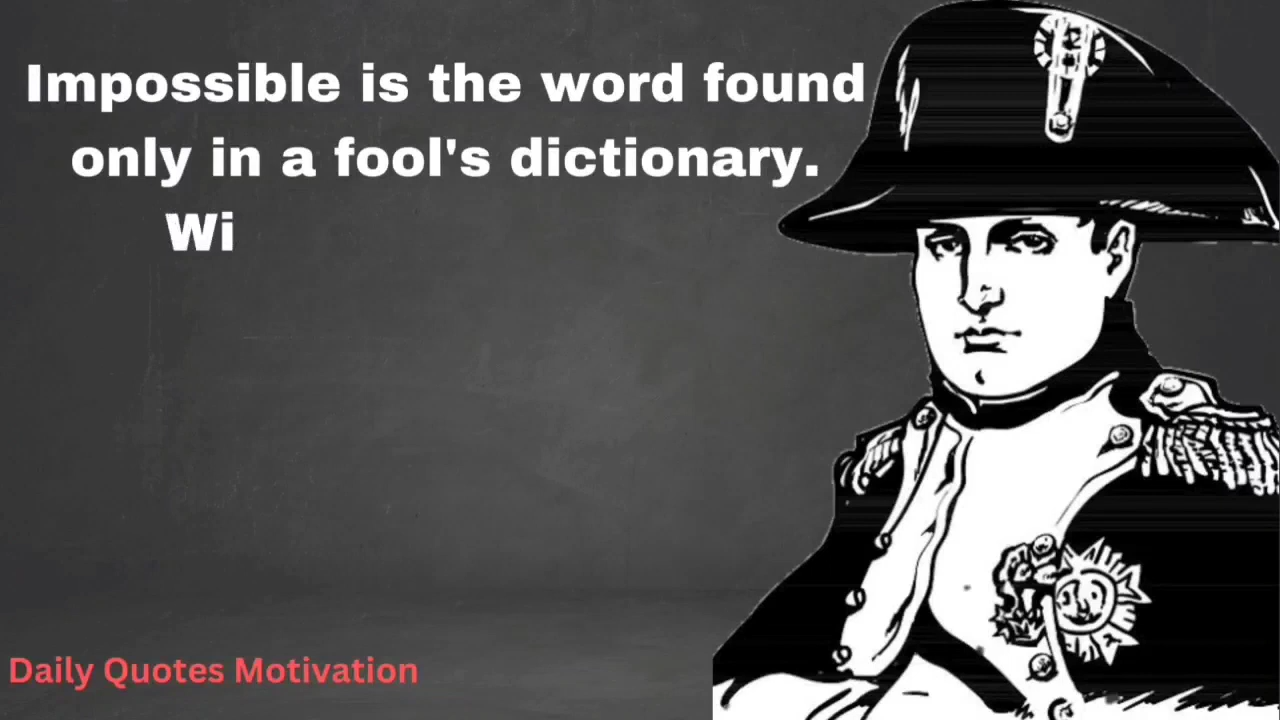 Impossible is the word found
only in a fool's dictionary.
Wi
Daily Quotes Motivation